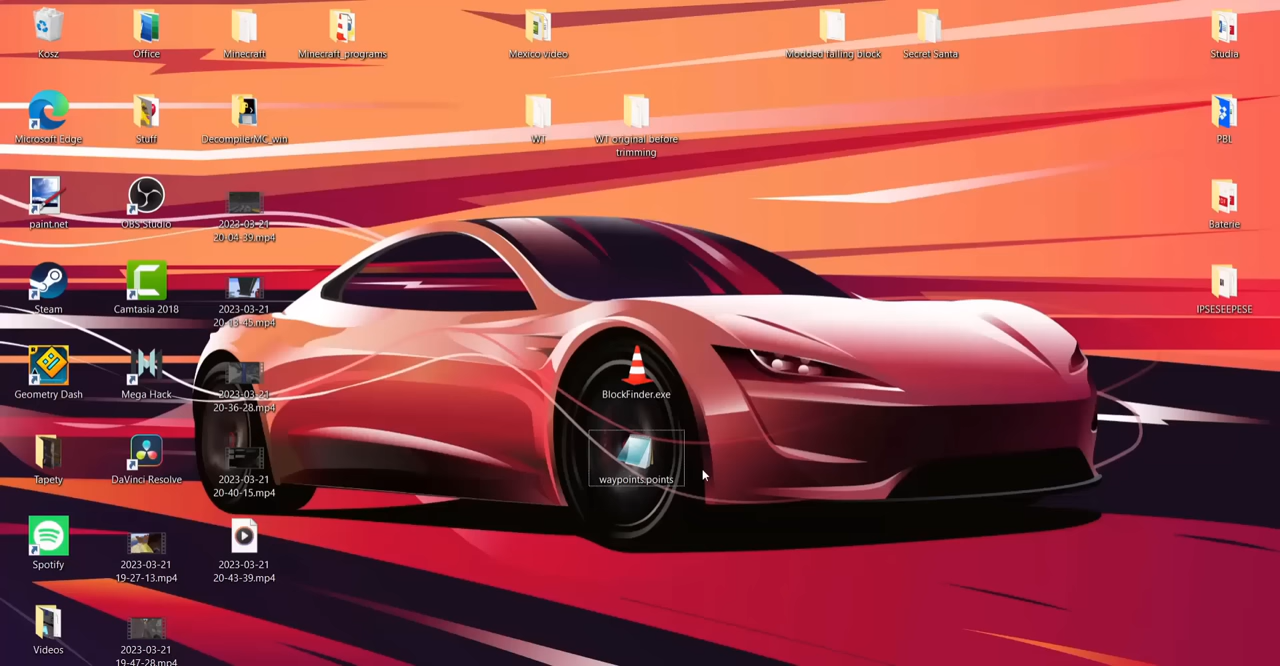 Kosz
Office
Minecraft
Minecraft_programs
Mexico video
Modded falling block
Secret Santa
Studia
Microsoft Edge
Stuff
DecompilerMC_win
WT
WT original before
trimming
PBL
paint.net
OBS Studio
2023-03-21
20-04-39.mp4
Baterie
Steam
Camtasia 2018
2023-03-21
20-13-45.mp4
IPSESEEPESE
Geometry Dash
Mega Hack
2023-03-21
20-36-28.mp4
BlockFinder.exe
Tapety
DaVinci Resolve
2023-03-21
20-40-15.mp4
waypoints.points
Spotify
2023-03-21
19-27-13.mp4
2023-03-21
20-43-39.mp4
Videos
2023-03-21
19-47-28.mp4